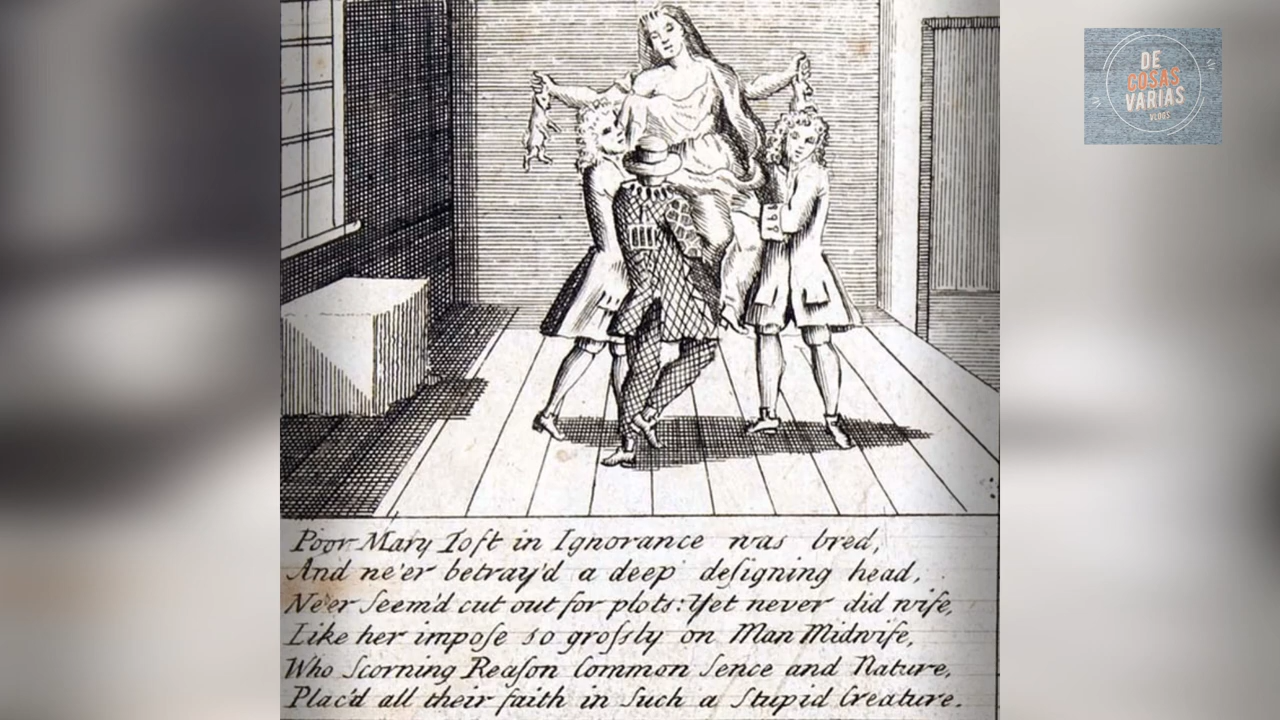 DE
COSAS
VARIAS
VLOGS
Poor Mary Toft in Ignorance was bred,
And ne'er betray'd a deep deſigning head,
Ne'er ſeem'd cut out for plots: Yet never did wife,
Like her impoſe so groſsly on Man Midwife,
Who Scorning Reaſon Common ſence and Nature,
Plac'd all their faith in ſuch a ſtupid Creature.